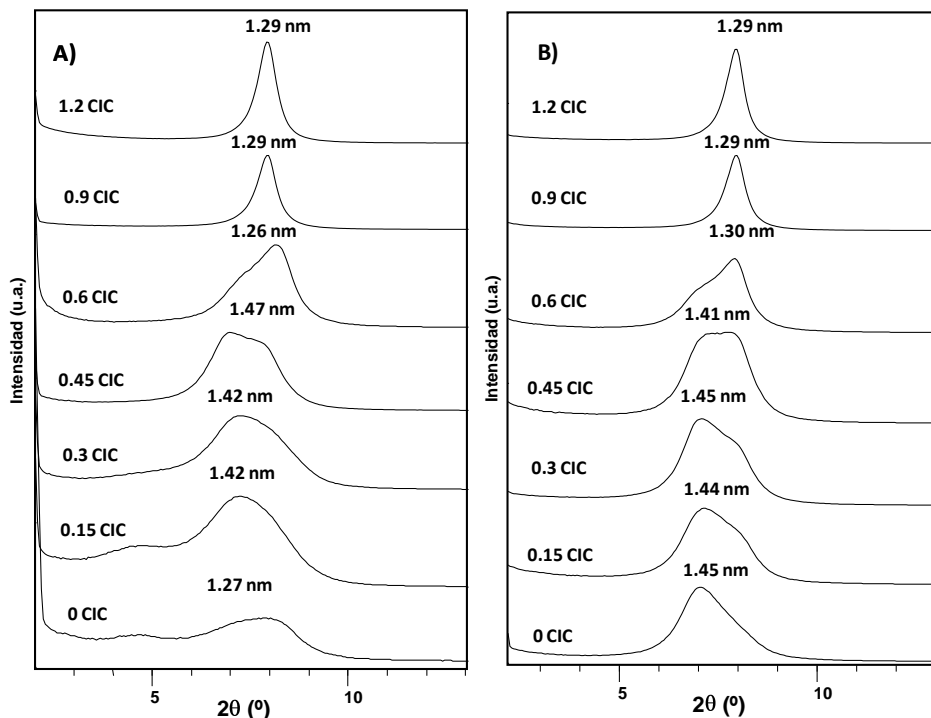 A)
1.29 nm
1.2 CIC
1.29 nm
0.9 CIC
1.26 nm
0.6 CIC
1.47 nm
0.45 CIC
1.42 nm
0.3 CIC
1.42 nm
0.15 CIC
1.27 nm
0 CIC
Intensidad (u.a.)
5
10
2θ (º)
B)
1.29 nm
1.2 CIC
1.29 nm
0.9 CIC
1.30 nm
0.6 CIC
1.41 nm
0.45 CIC
1.45 nm
0.3 CIC
1.44 nm
0.15 CIC
1.45 nm
0 CIC
Intensidad (u.a.)
5
10
2θ (º)